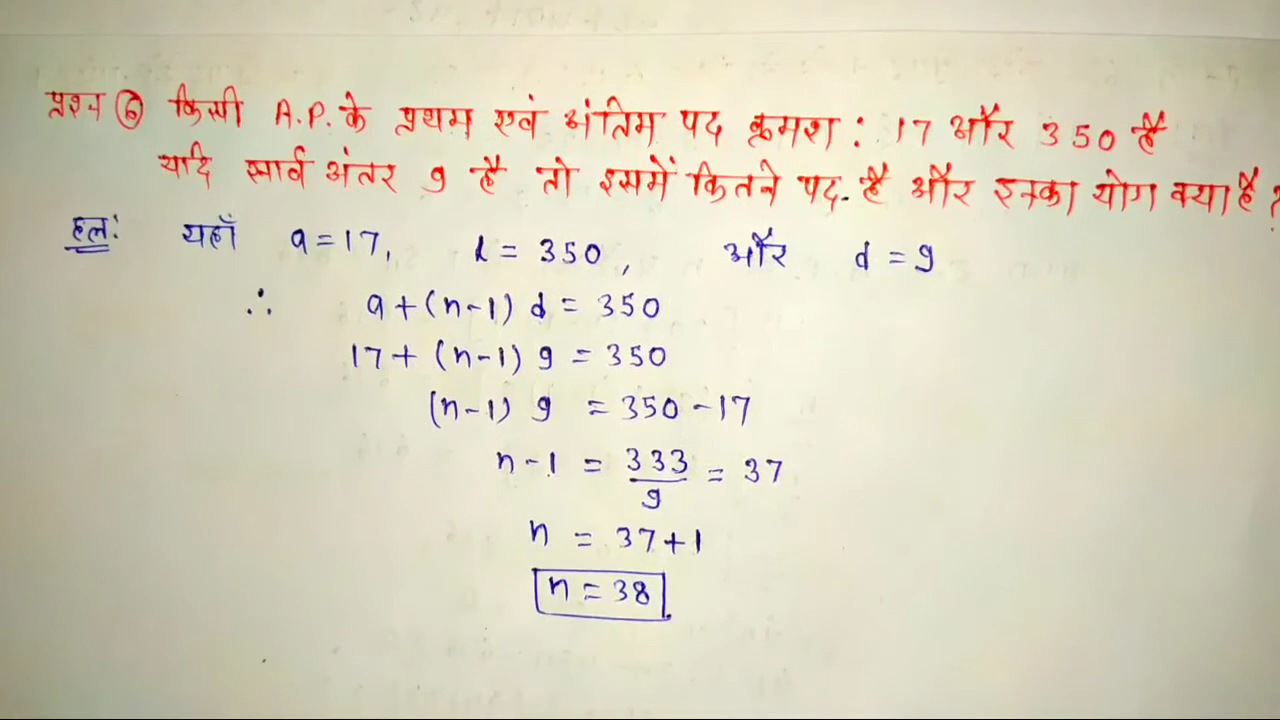 प्रश्न ⑥ किसी A.P. के प्रथम एवं अंतिम पद क्रमश: 17 और 350 है
यदि सार्व अंतर 9 है तो इसमें कितने पद है और इनका योग क्या है ?
हल: यहाँ a = 17, l = 350, और d = 9
∴ a + (n-1) d = 350
17 + (n-1) 9 = 350
(n-1) 9 = 350 - 17
n - 1 = 333/9 = 37
n = 37 + 1
n = 38